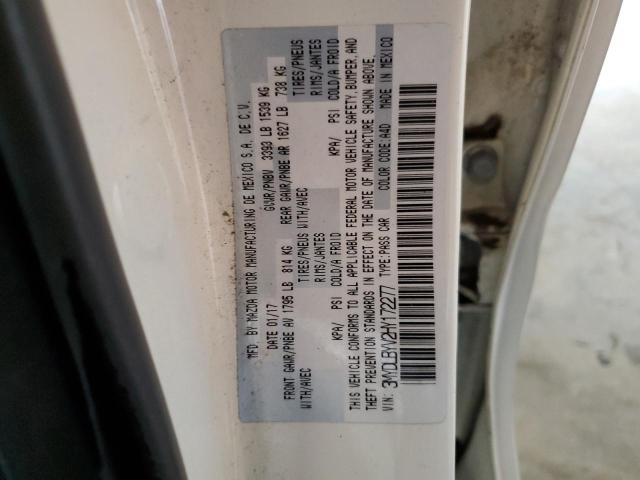 MFD. BY MAZDA MOTOR MANUFACTURING DE MEXICO S.A. DE C.V.
DATE 01/17 GVWR/PNBV 3393 LB 1539 KG
FRONT GAWR/PNBE AV 1795 LB 814 KG REAR GAWR/PNBE AR 1627 LB 738 KG
WITH/AVEC TIRES/PNEUS WITH/AVEC TIRES/PNEUS
RIMS/JANTES RIMS/JANTES
KPA/ PSI COLD/A FROID KPA/ PSI COLD/A FROID
THIS VEHICLE CONFORMS TO ALL APPLICABLE FEDERAL MOTOR VEHICLE SAFETY, BUMPER, AND
THEFT PREVENTION STANDARDS IN EFFECT ON THE DATE OF MANUFACTURE SHOWN ABOVE.
VIN: 3MYDLBYV2HY172277 TYPE: PASS CAR COLOR CODE: A4D MADE IN MEXICO